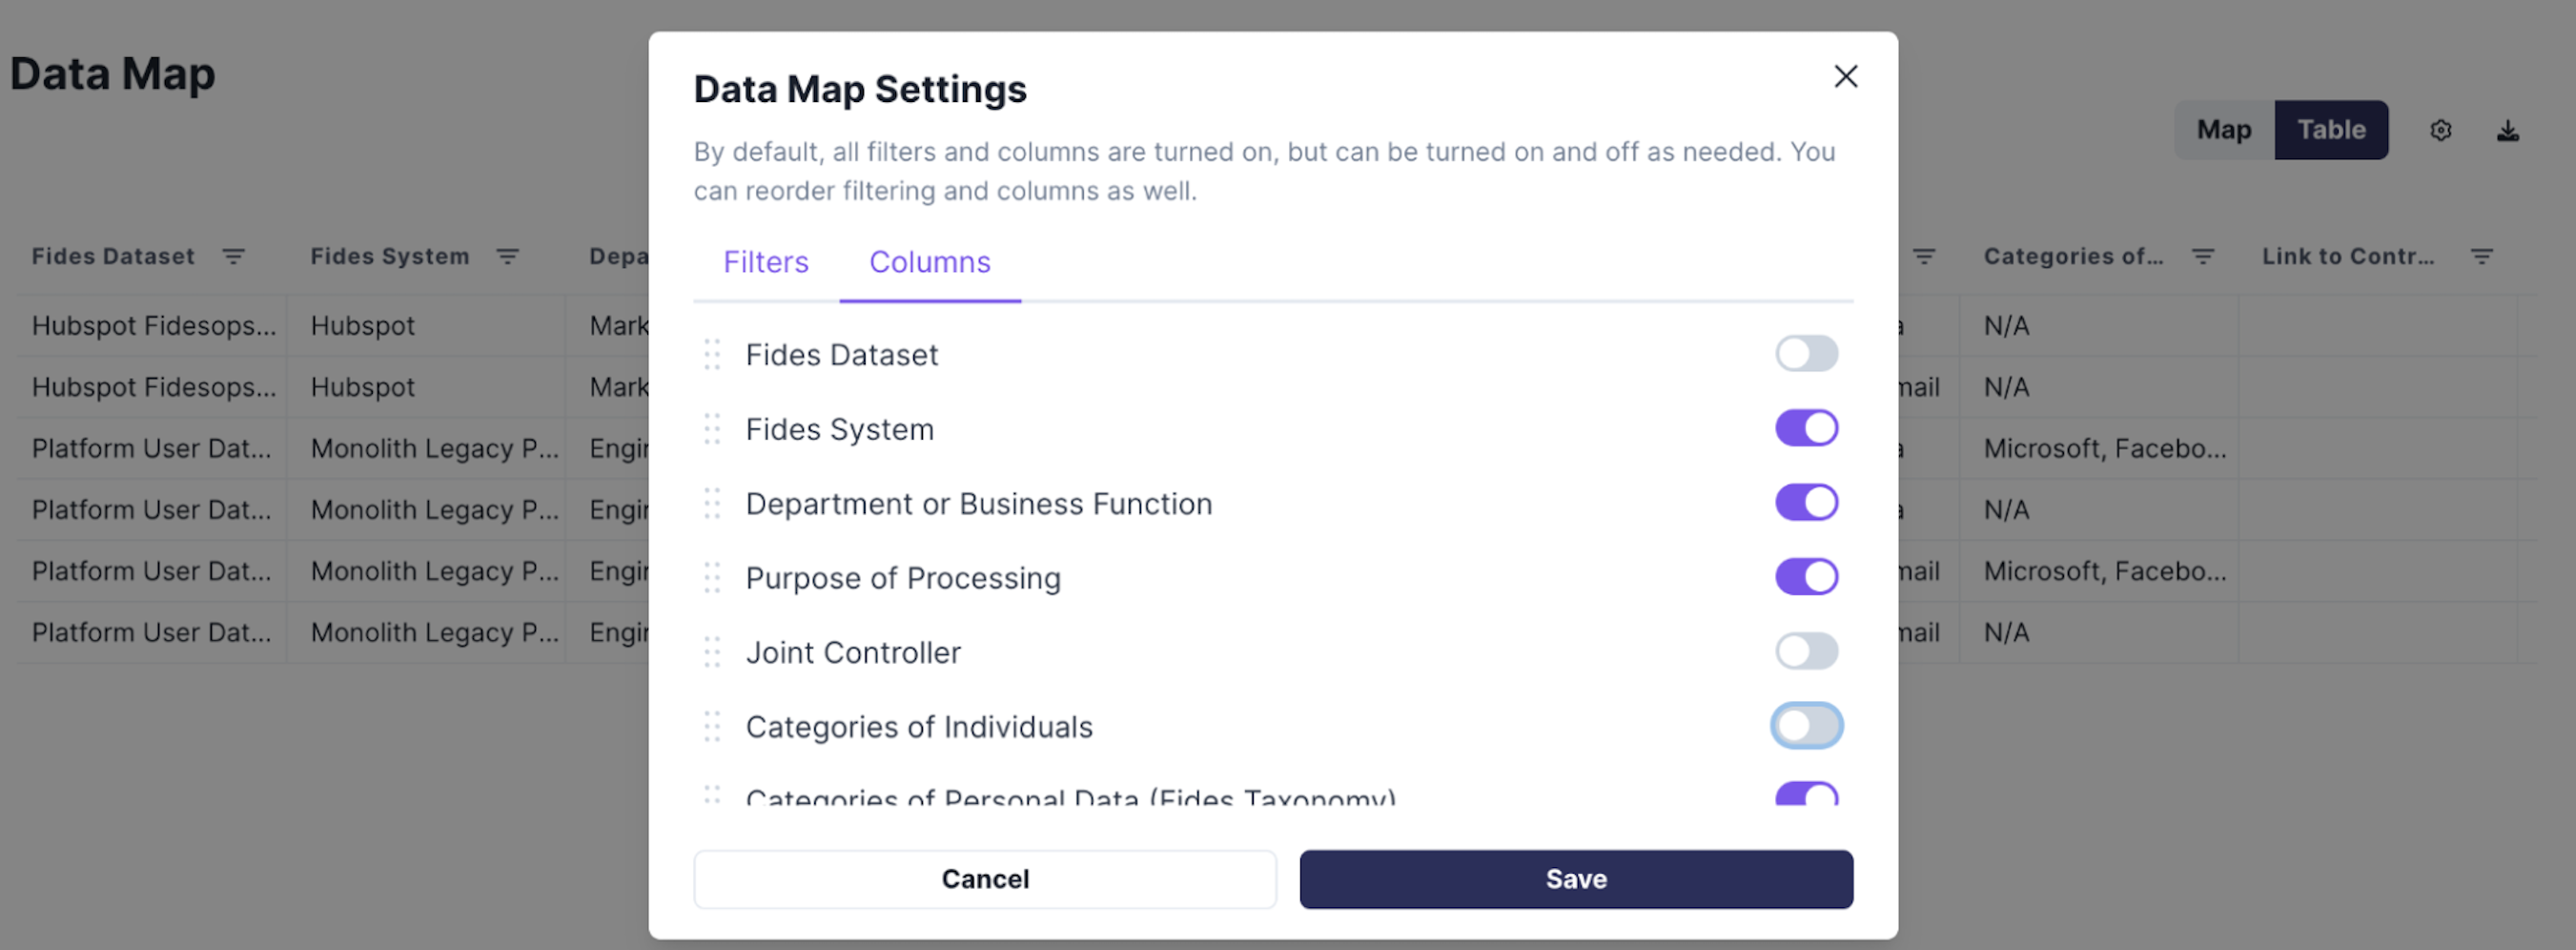 Data Map
Map Table
Fides Dataset Fides System Depa Categories of... Link to Contr...
Hubspot Fidesops... Hubspot Mark N/A
Hubspot Fidesops... Hubspot Mark mail N/A
Platform User Dat... Monolith Legacy P... Engin Microsoft, Facebo...
Platform User Dat... Monolith Legacy P... Engin N/A
Platform User Dat... Monolith Legacy P... Engin mail Microsoft, Facebo...
Platform User Dat... Monolith Legacy P... Engin mail N/A
Data Map Settings
By default, all filters and columns are turned on, but can be turned on and off as needed. You
can reorder filtering and columns as well.
Filters Columns
Fides Dataset
Fides System
Department or Business Function
Purpose of Processing
Joint Controller
Categories of Individuals
Categories of Personal Data (Fides Taxonomy)
Cancel Save